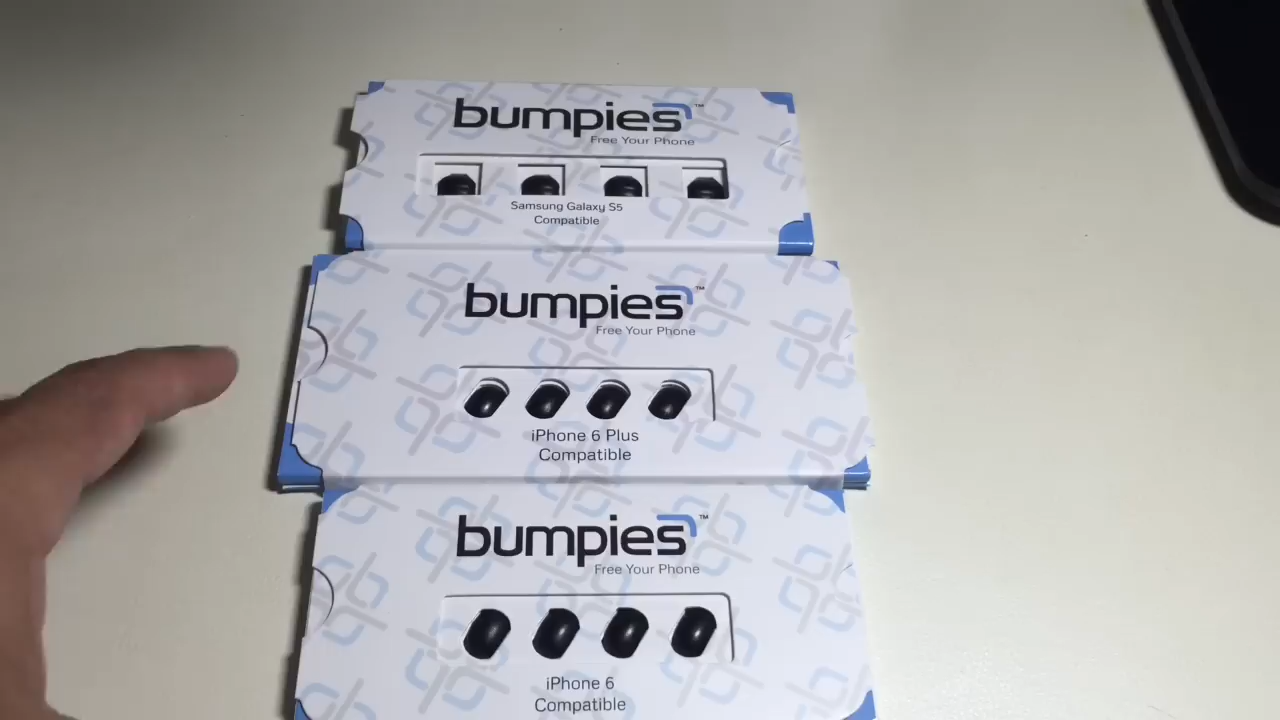 bumpies™
Free Your Phone
Samsung Galaxy S5
Compatible
bumpies™
Free Your Phone
iPhone 6 Plus
Compatible
bumpies™
Free Your Phone
iPhone 6
Compatible